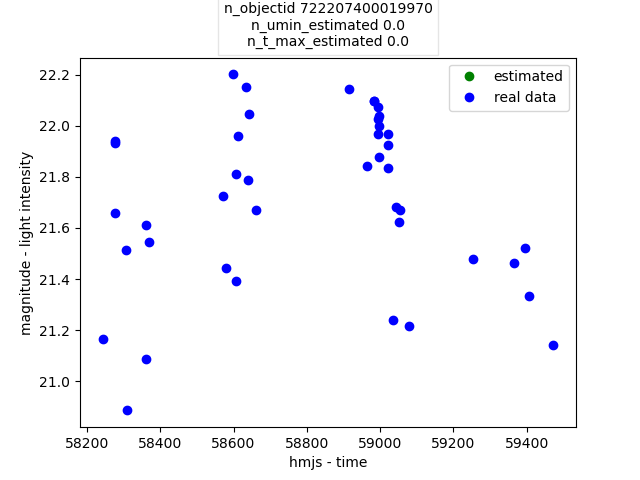 n_objectid 722207400019970
n_umin_estimated 0.0
n_t_max_estimated 0.0
estimated
real data
magnitude - light intensity
22.2
22.0
21.8
21.6
21.4
21.2
21.0
58200 58400 58600 58800 59000 59200 59400
hmjs - time